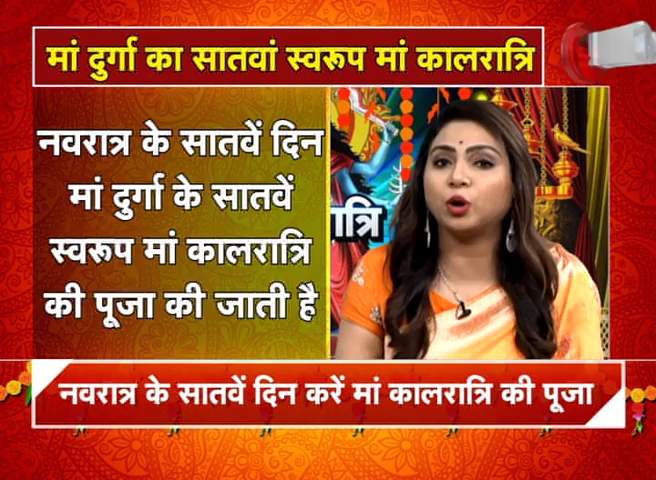 मां दुर्गा का सातवां स्वरूप मां कालरात्रि
नवरात्र के सातवें दिन
मां दुर्गा के सातवें
स्वरूप मां कालरात्रि
की पूजा की जाती है
नवरात्र के सातवें दिन करें मां कालरात्रि की पूजा